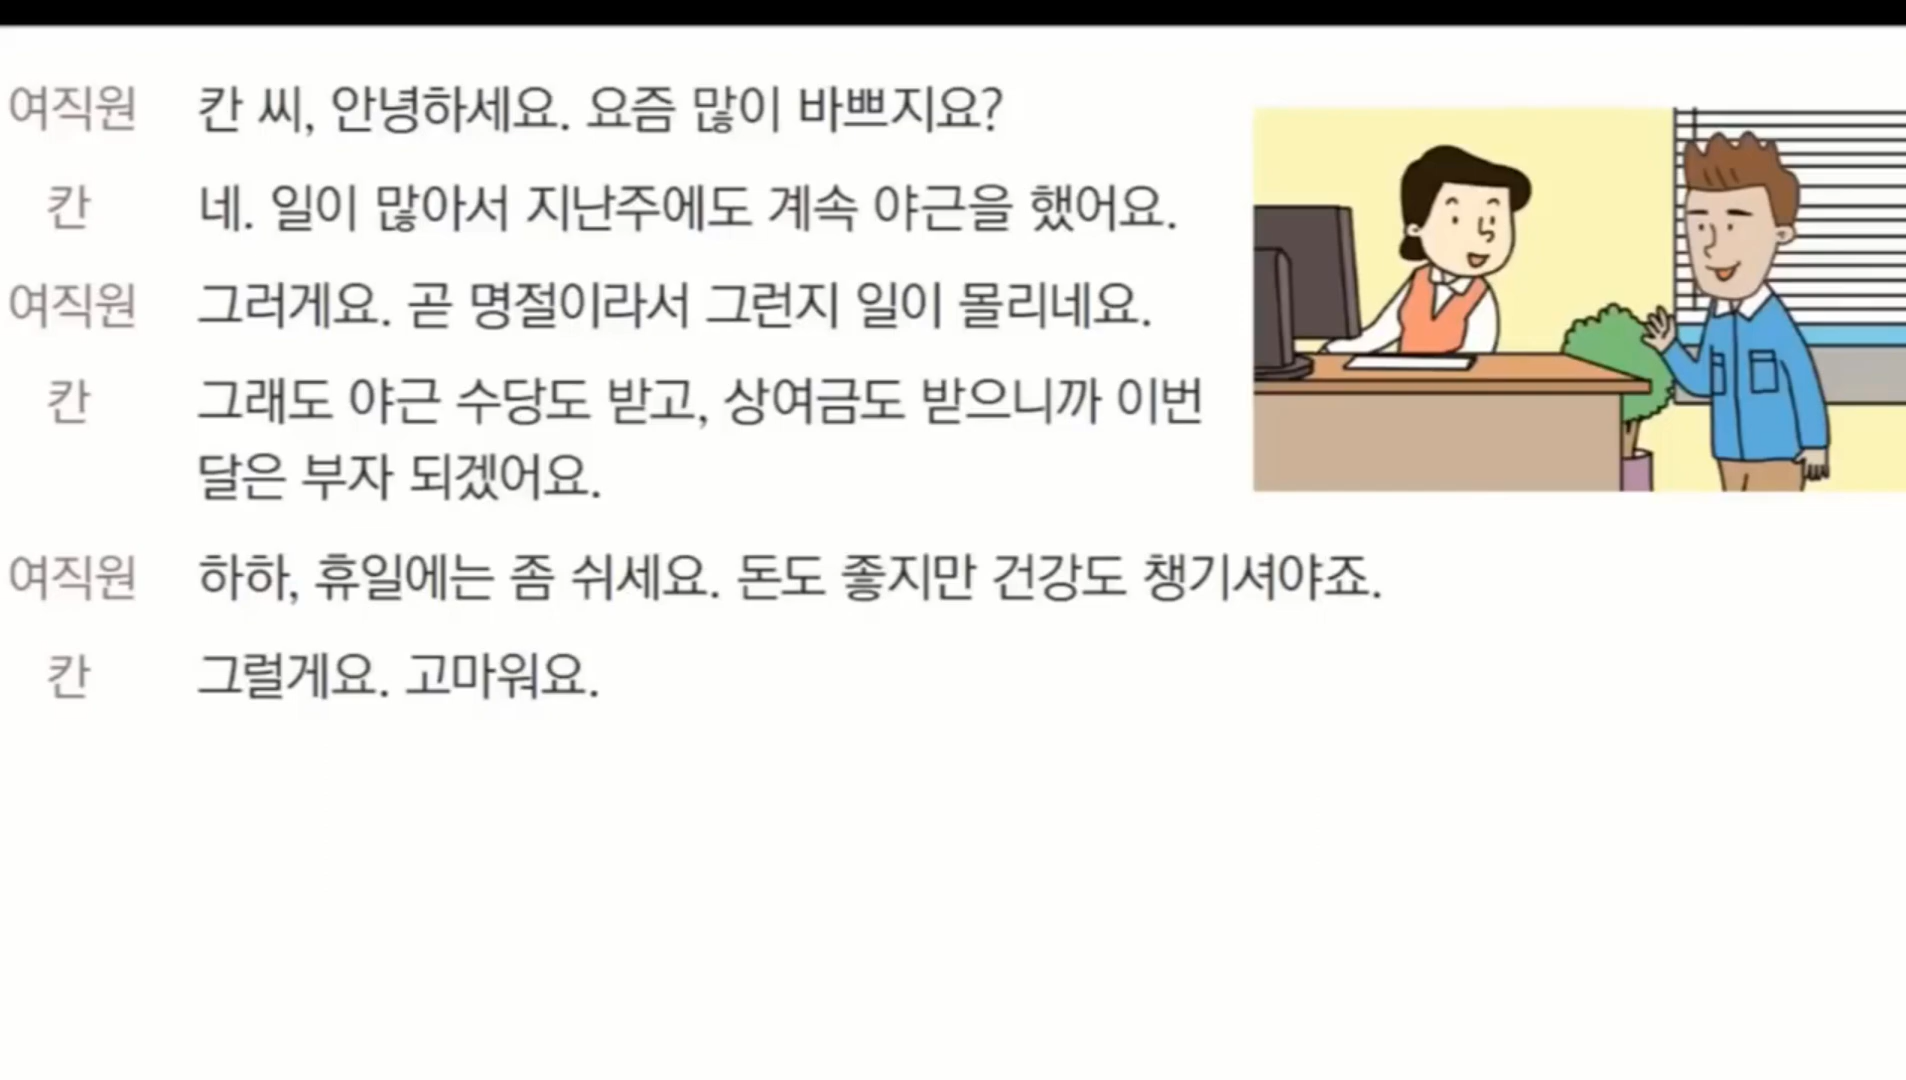 여직원 칸 씨, 안녕하세요. 요즘 많이 바쁘지요?
칸 네. 일이 많아서 지난주에도 계속 야근을 했어요.
여직원 그러게요. 곧 명절이라서 그런지 일이 몰리네요.
칸 그래도 야근 수당도 받고, 상여금도 받으니까 이번
달은 부자 되겠어요.
여직원 하하, 휴일에는 좀 쉬세요. 돈도 좋지만 건강도 챙기셔야죠.
칸 그럴게요. 고마워요.